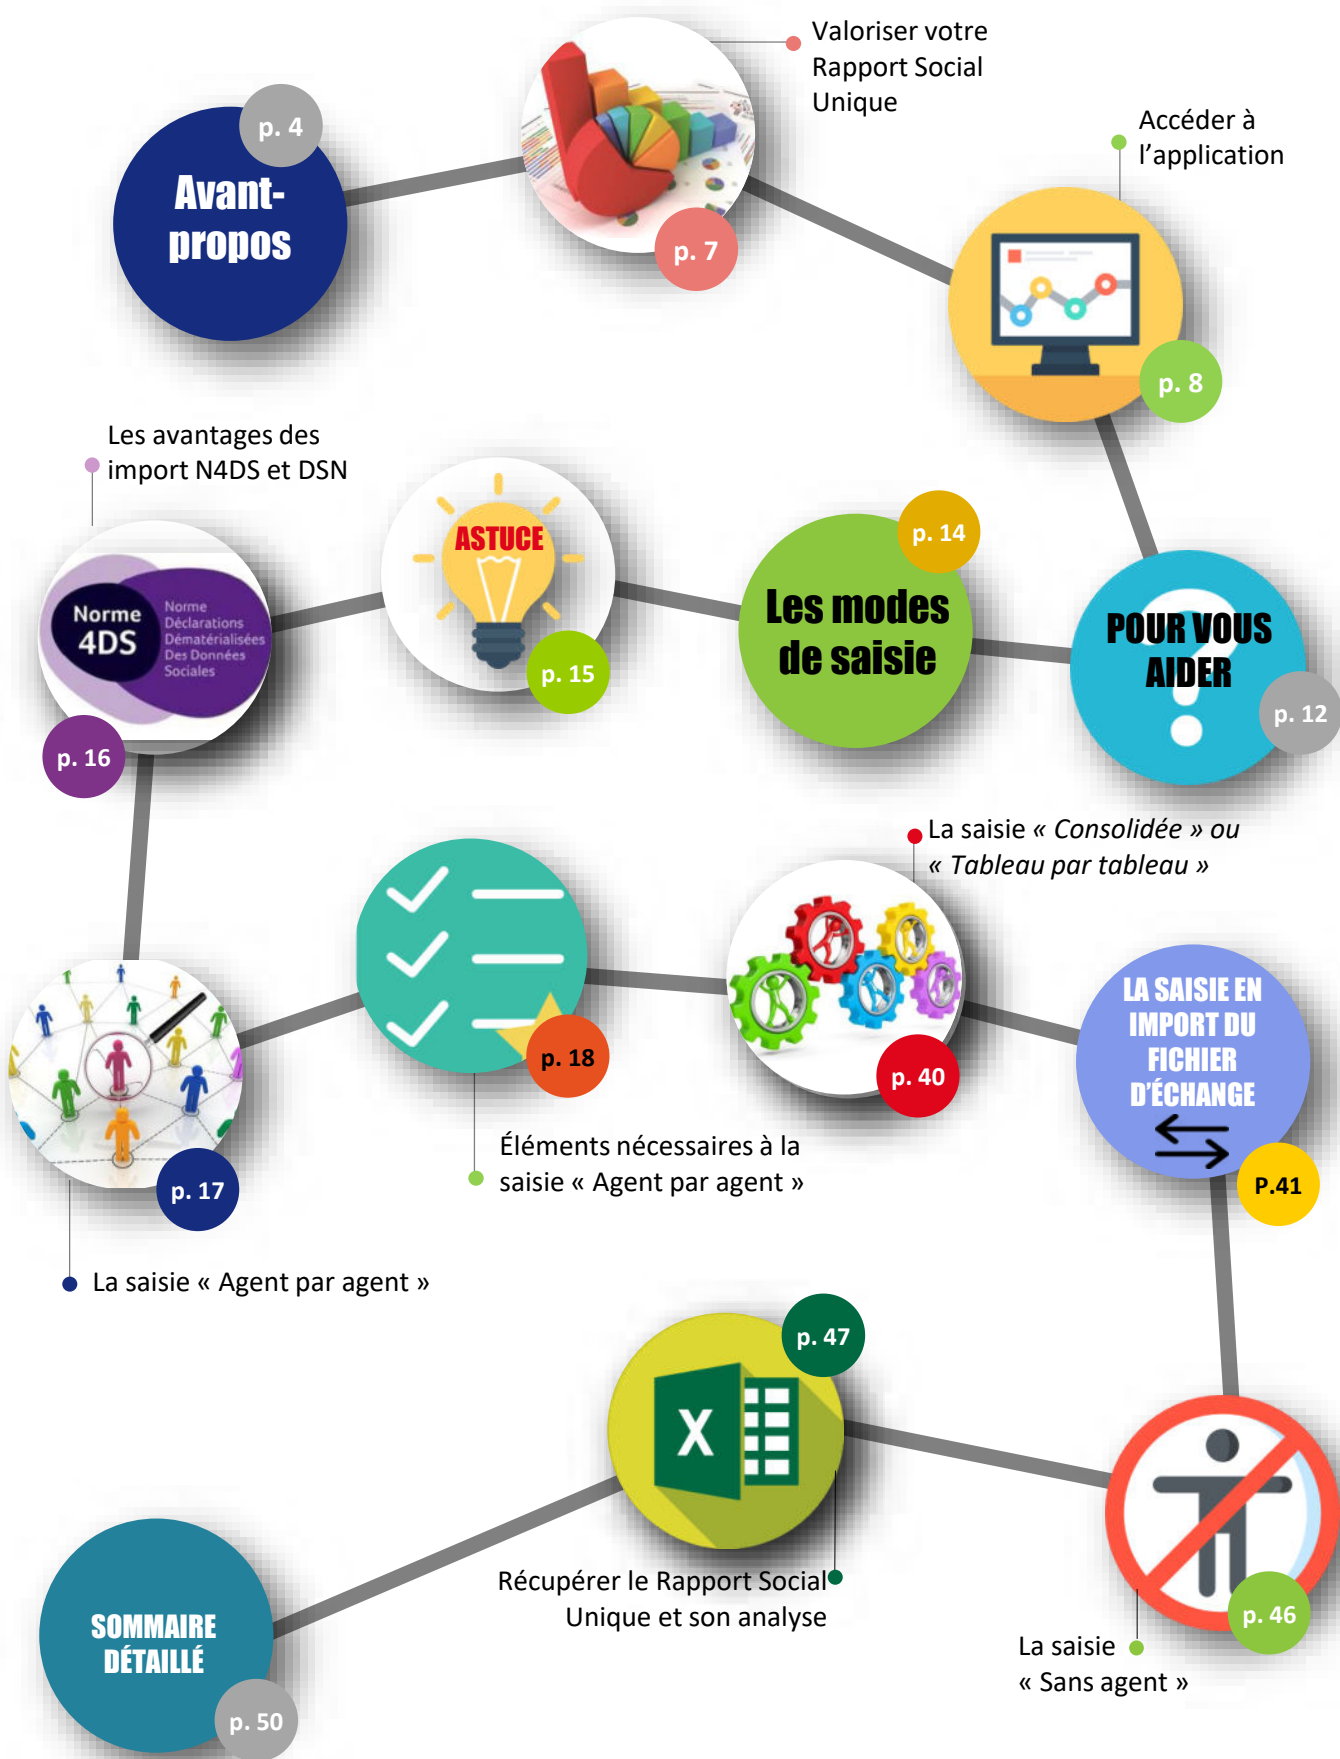 Avant-
propos
p. 4
Valoriser votre
Rapport Social
Unique
p. 7
Accéder à
l’application
p. 8
POUR VOUS
AIDER
p. 12
Les modes
de saisie
p. 14
ASTUCE
p. 15
Les avantages des
import N4DS et DSN
Norme
4DS
Norme
Déclarations
Dématérialisées
Des Données
Sociales
p. 16
p. 17
La saisie « Agent par agent »
p. 18
Éléments nécessaires à la
saisie « Agent par agent »
La saisie « Consolidée » ou
« Tableau par tableau »
p. 40
LA SAISIE EN
IMPORT DU
FICHIER
D’ÉCHANGE
P.41
p. 46
La saisie
« Sans agent »
p. 47
X
Récupérer le Rapport Social
Unique et son analyse
SOMMAIRE
DÉTAILLÉ
p. 50